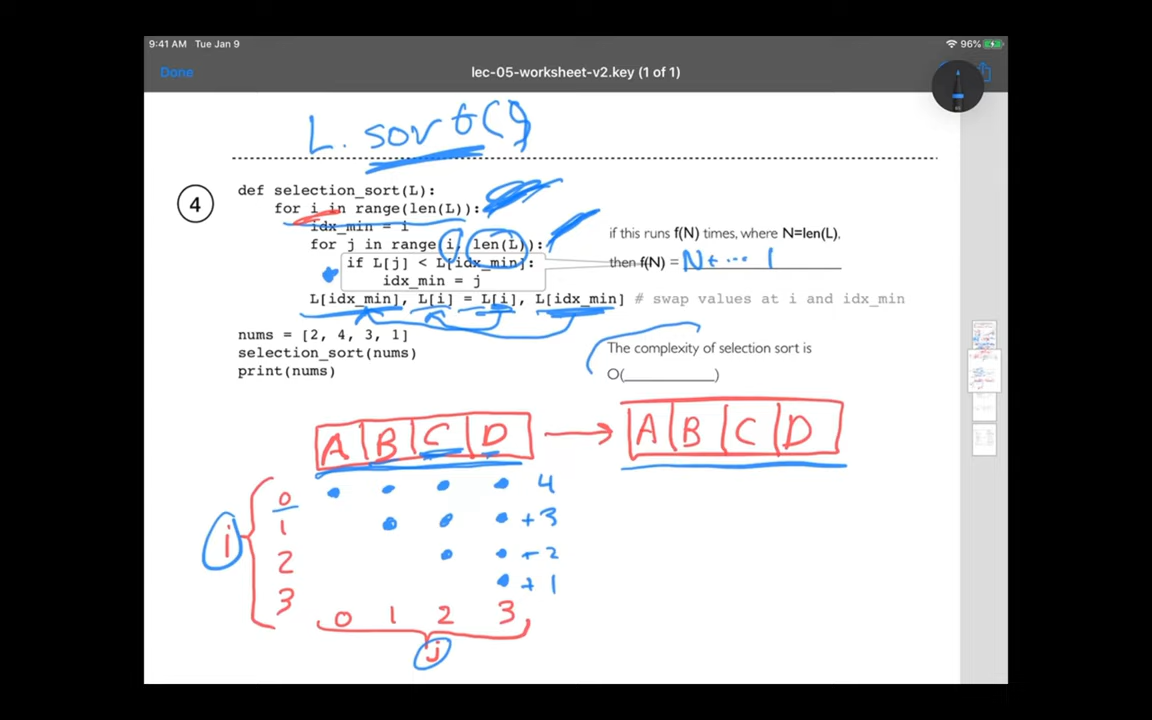 9:41 AM Tue Jan 9
96%
Done
lec-05-worksheet-v2.key (1 of 1)
L. sort()
4
def selection_sort(L):
for i in range(len(L)):
idx_min = i
for j in range(i, len(L)):
if L[j] < L[idx_min]:
idx_min = j
L[idx_min], L[i] = L[i], L[idx_min] # swap values at i and idx_min
nums = [2, 4, 3, 1]
selection_sort(nums)
print(nums)
if this runs f(N) times, where N=len(L),
then f(N) = N+ ... 1
The complexity of selection sort is
O(__________)
A B C D → A B C D
0 4
1 +3
2 +2
3 +1
i
0 1 2 3
j